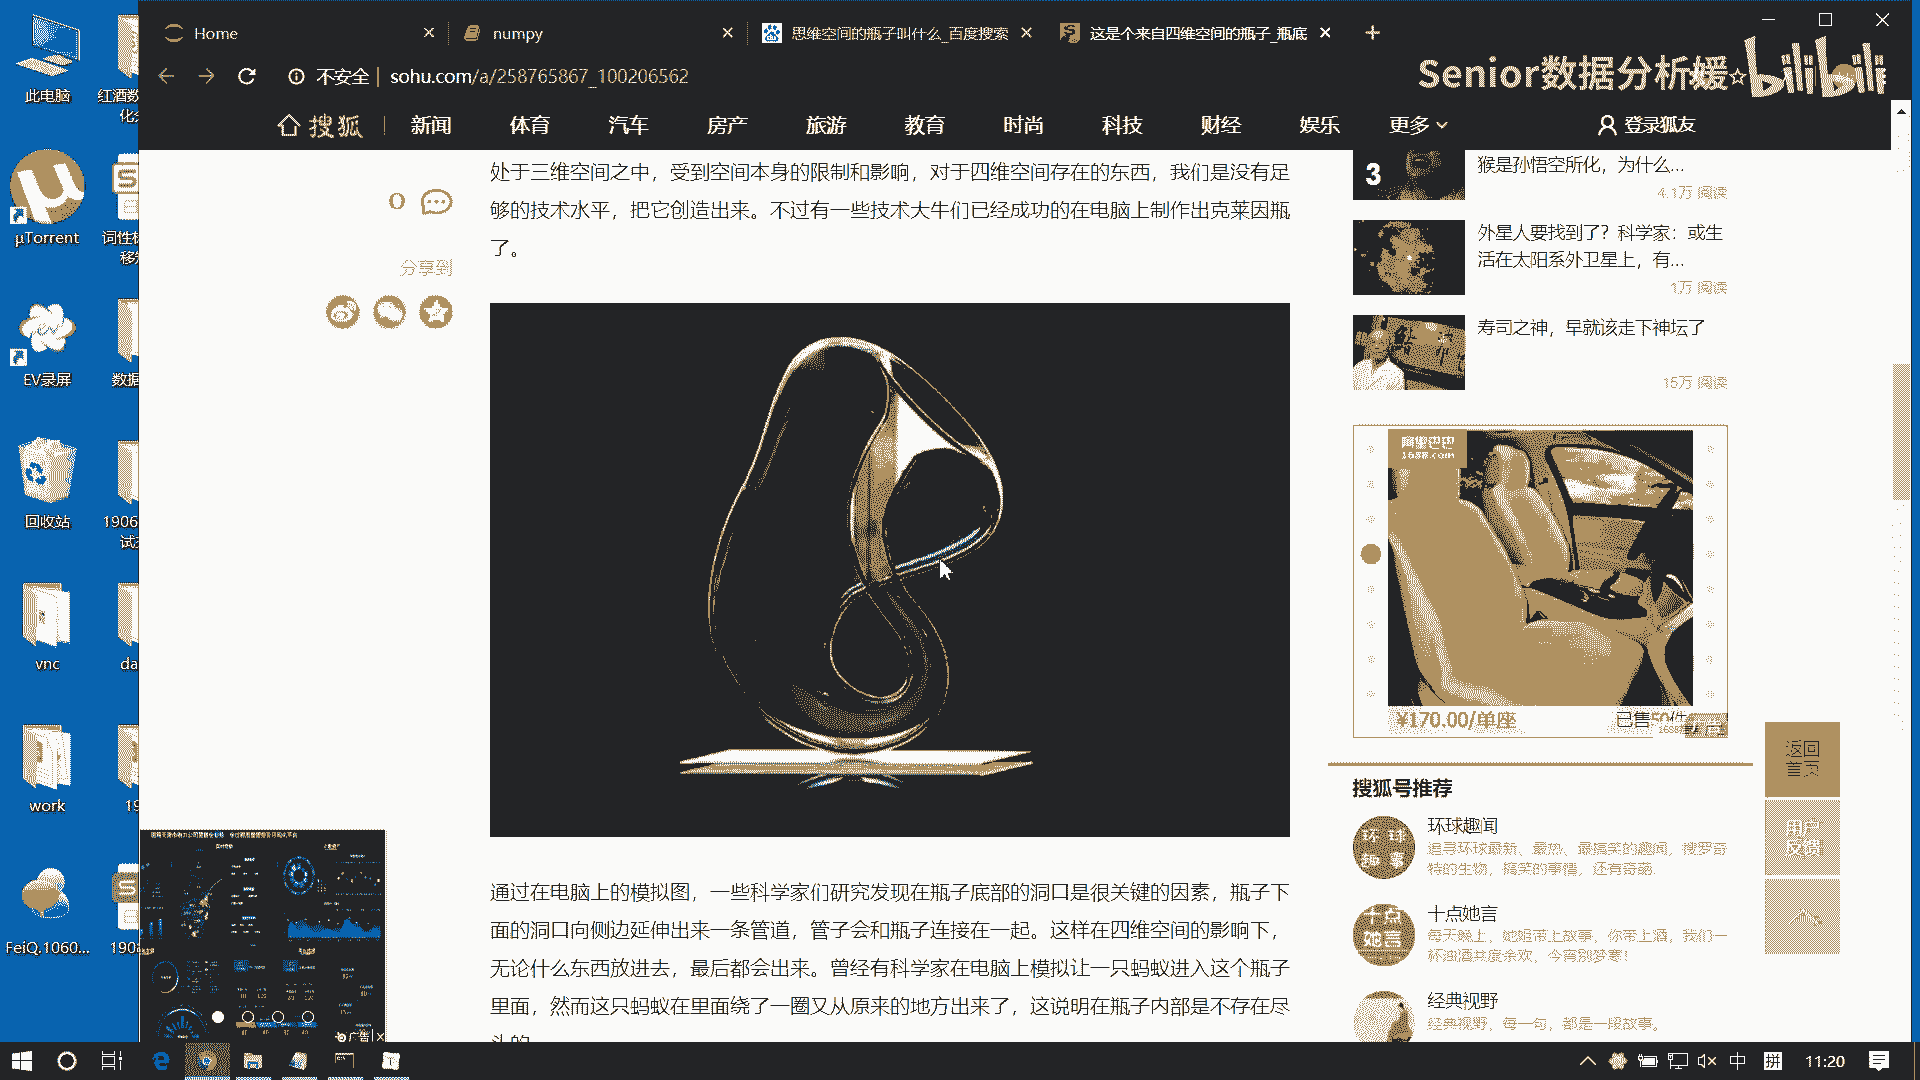 此电脑
μTorrent
EV录屏
回收站
vnc
work
FeiQ.1060...
红酒数
词性标
数据
1906
da
19
Home
numpy
思维空间的瓶子叫什么_百度搜索
这是个来自四维空间的瓶子_瓶底
不安全 | sohu.com/a/258765867_100206562
Senior数据分析媛
bilibili
搜狐
新闻
体育
汽车
房产
旅游
教育
时尚
科技
财经
娱乐
更多
登录狐友
0
分享到
处于三维空间之中，受到空间本身的限制和影响，对于四维空间存在的东西，我们是没有足
够的技术水平，把它创造出来。不过有一些技术大牛们已经成功的在电脑上制作出克莱因瓶
了。
通过在电脑上的模拟图，一些科学家们研究发现在瓶子底部的洞口是很关键的因素，瓶子下
面的洞口向侧边延伸出来一条管道，管子会和瓶子连接在一起。这样在四维空间的影响下，
无论什么东西放进去，最后都会出来。曾经有科学家在电脑上模拟让一只蚂蚁进入这个瓶子
里面，然而这只蚂蚁在里面绕了一圈又从原来的地方出来了，这说明在瓶子内部是不存在尽
3
猴是孙悟空所化，为什么...
4.1万 阅读
外星人要找到了？科学家：或生
活在太阳系外卫星上，有...
1万 阅读
寿司之神，早就该走下神坛了
15万 阅读
阿里巴巴
1688.com
¥170.00/单座
已售50件
搜狐号推荐
环球趣事
环球趣闻
追寻环球最新、最热、最搞笑的趣闻，搜罗奇
特的生物，搞笑的事情，还有奇葩.
十点她言
十点她言
每天晚上，她姐带上故事，你带上酒，我们一
杯浊酒共度余欢，今宵别梦寒！
经典视野
经典视野，每一句，都是一段故事。
返回
首页
用户
反馈
广告
中
拼
11:20